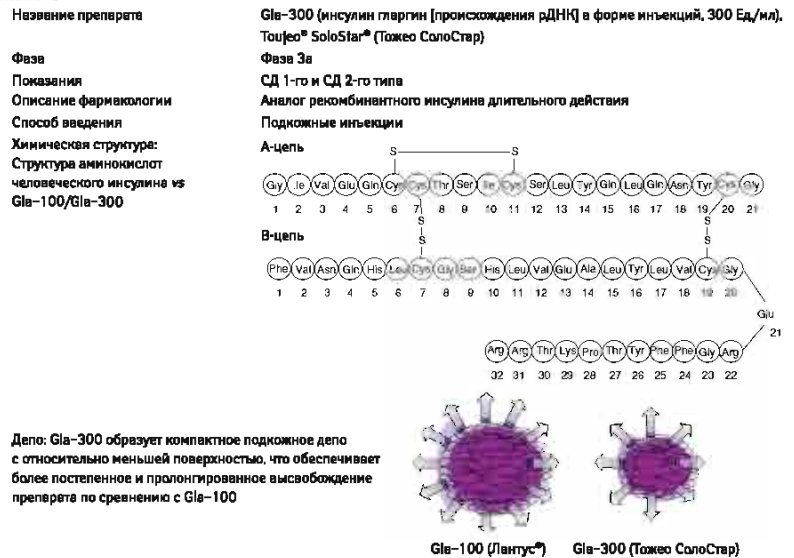 Название препарата
Gla-300 (инсулин гларгин [происхождения рДНК] в форме инъекций, 300 Ед./мл),
Toujeo® SoloStar® (Тожео СолоСтар)
Фаза
Фаза 3а
Показания
СД 1-го и СД 2-го типа
Описание фармакологии
Аналог рекомбинантного инсулина длительного действия
Способ введения
Подкожные инъекции
Химическая структура:
Структура аминокислот
человеческого инсулина vs
Gla-100/Gla-300
А-цепь
S S
Gly Ile Val Glu Gln Cys Cys Thr Ser Ile Cys Ser Leu Tyr Gln Leu Gln Asn Tyr Cys Gly
1 2 3 4 5 6 7 8 9 10 11 12 13 14 15 16 17 18 19 20 21
S S
S S
В-цепь
Phe Val Asn Gln His Leu Cys Gly Ser His Leu Val Glu Ala Leu Tyr Leu Val Cys Gly
1 2 3 4 5 6 7 8 9 10 11 12 13 14 15 16 17 18 19 20
Glu
21
Arg Arg Thr Lys Pro Thr Tyr Phe Phe Gly Arg
32 31 30 29 28 27 26 25 24 23 22
Депо: Gla-300 образует компактное подкожное депо
с относительно меньшей поверхностью, что обеспечивает
более постепенное и пролонгированное высвобождение
препарата по сравнению с Gla-100
Gla-100 (Лантус®) Gla-300 (Тожео СолоСтар)